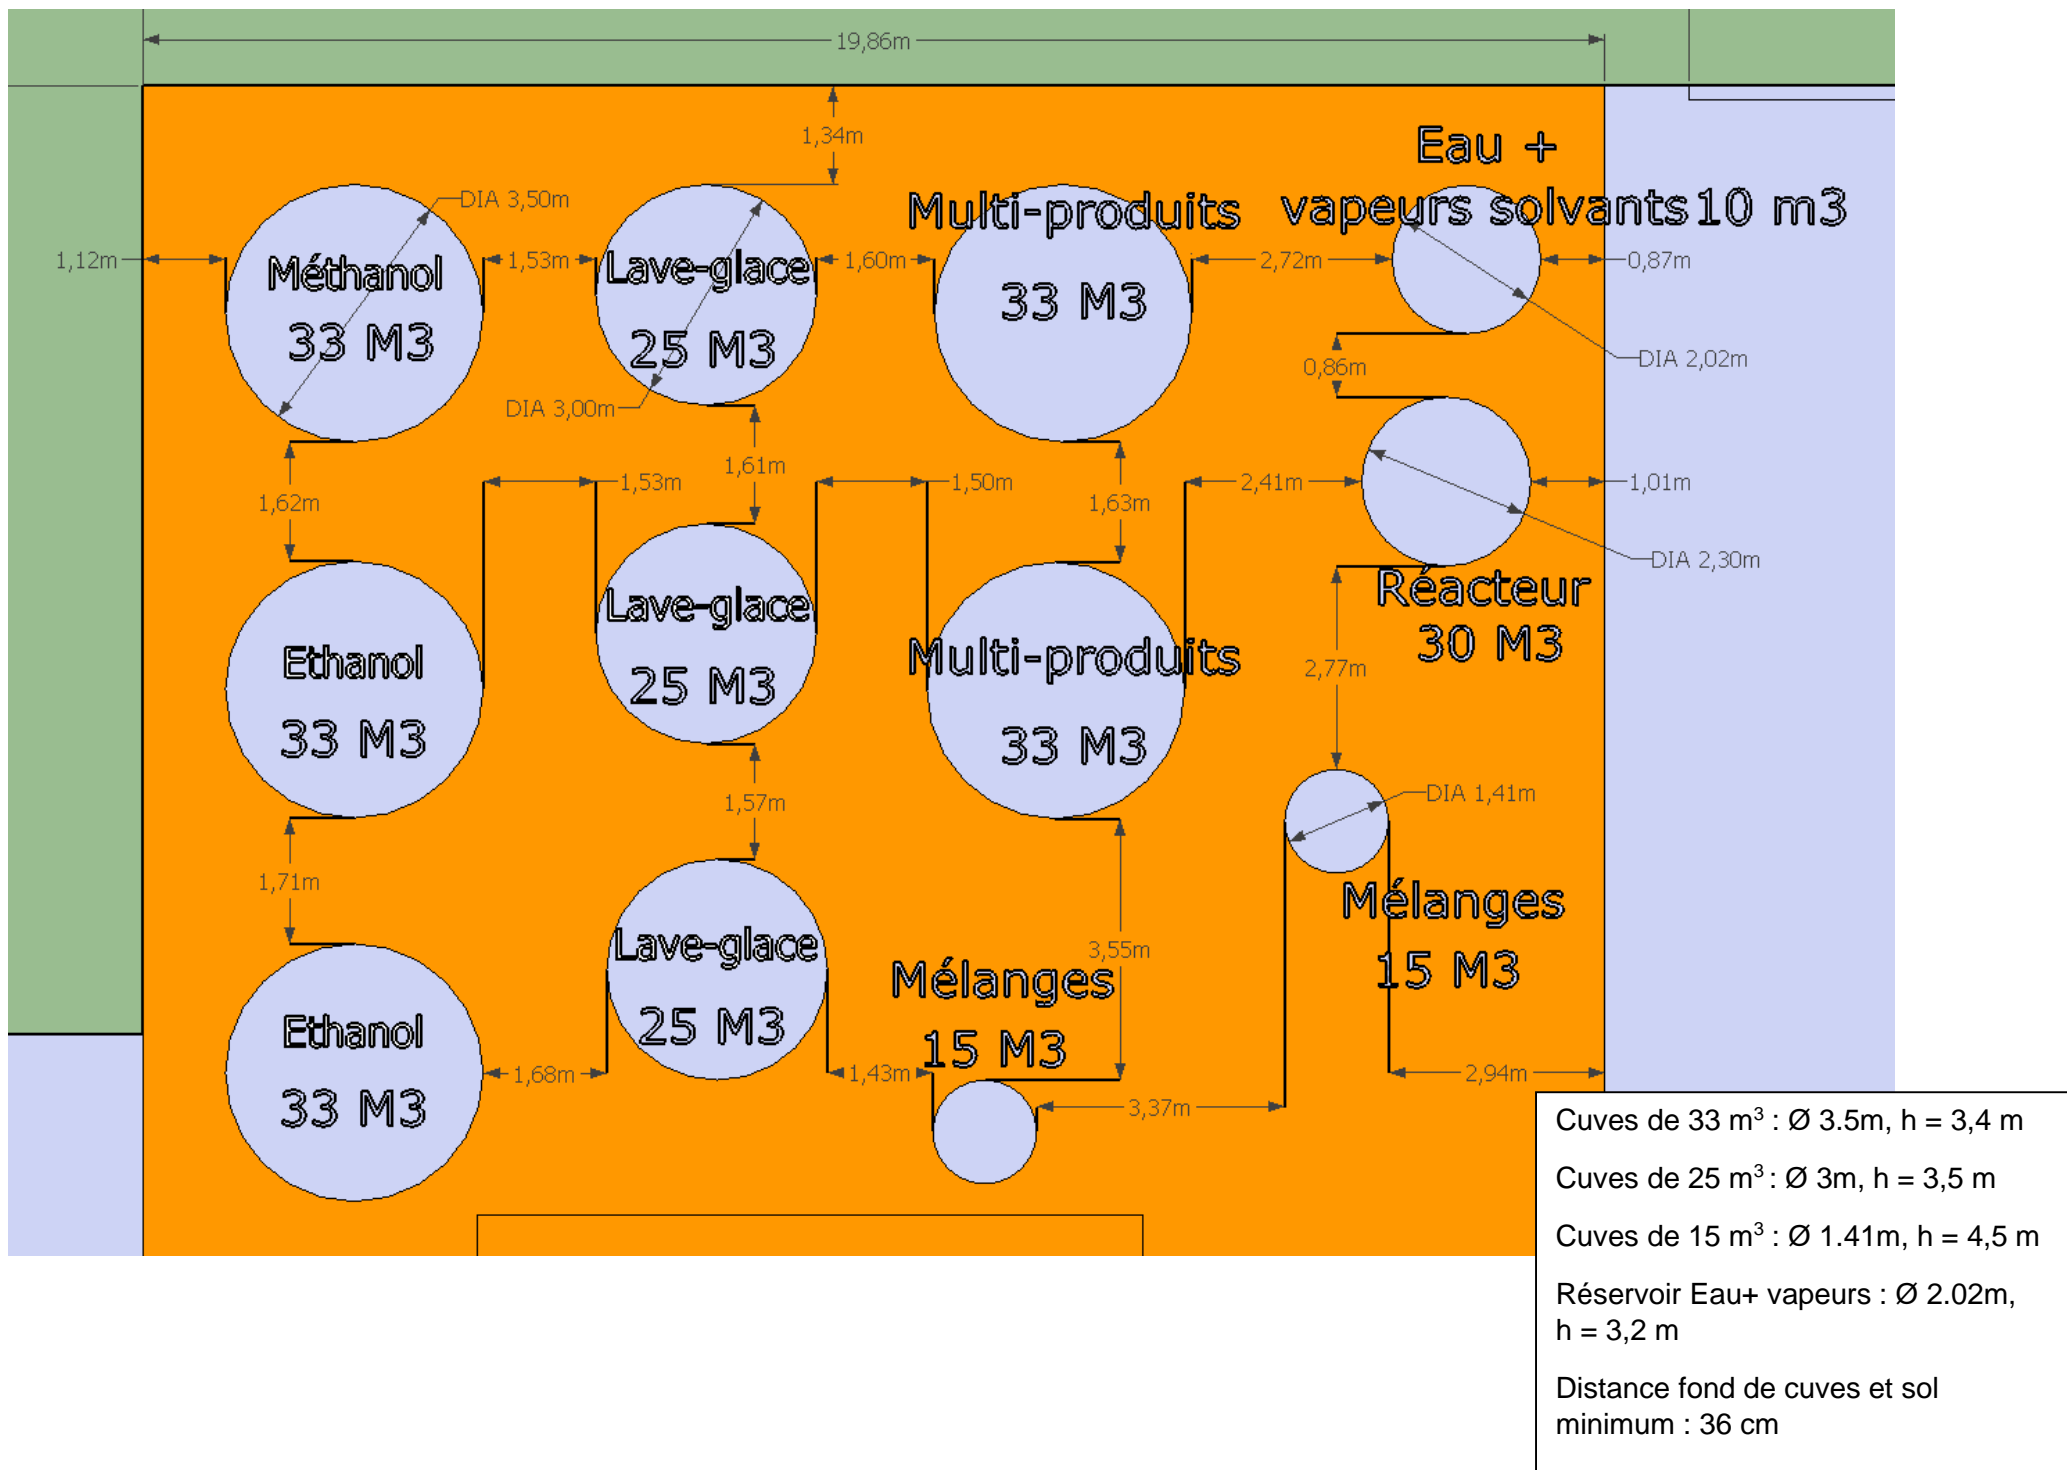 19,86m
1,34m
Eau +
DIA 3,50m
Multi-produits
vapeurs solvants 10 m3
1,12m
1,53m
1,60m
2,72m
0,87m
Méthanol
33 M3
Lave-glace
25 M3
33 M3
DIA 2,02m
0,86m
DIA 3,00m
1,61m
1,62m
1,53m
1,50m
1,63m
2,41m
1,01m
DIA 2,30m
Réacteur
30 M3
Ethanol
33 M3
Lave-glace
25 M3
Multi-produits
33 M3
2,77m
1,57m
DIA 1,41m
1,71m
Mélanges
15 M3
3,55m
Lave-glace
25 M3
Mélanges
15 M3
Ethanol
33 M3
1,68m
1,43m
2,94m
3,37m
Cuves de 33 m³ : Ø 3.5m, h = 3,4 m
Cuves de 25 m³ : Ø 3m, h = 3,5 m
Cuves de 15 m³ : Ø 1.41m, h = 4,5 m
Réservoir Eau+ vapeurs : Ø 2.02m,
h = 3,2 m
Distance fond de cuves et sol
minimum : 36 cm